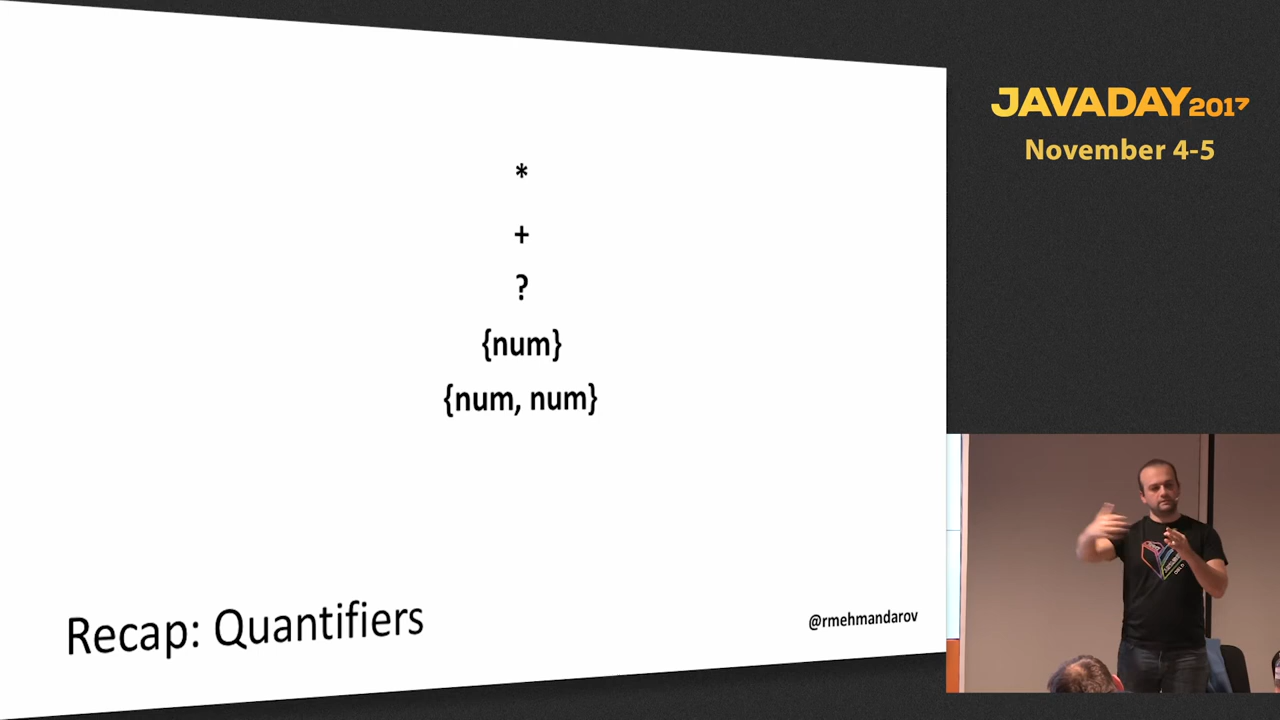 *
+
?
{num}
{num, num}
Recap: Quantifiers
@rmehmandarov
JAVADAY2017
November 4-5